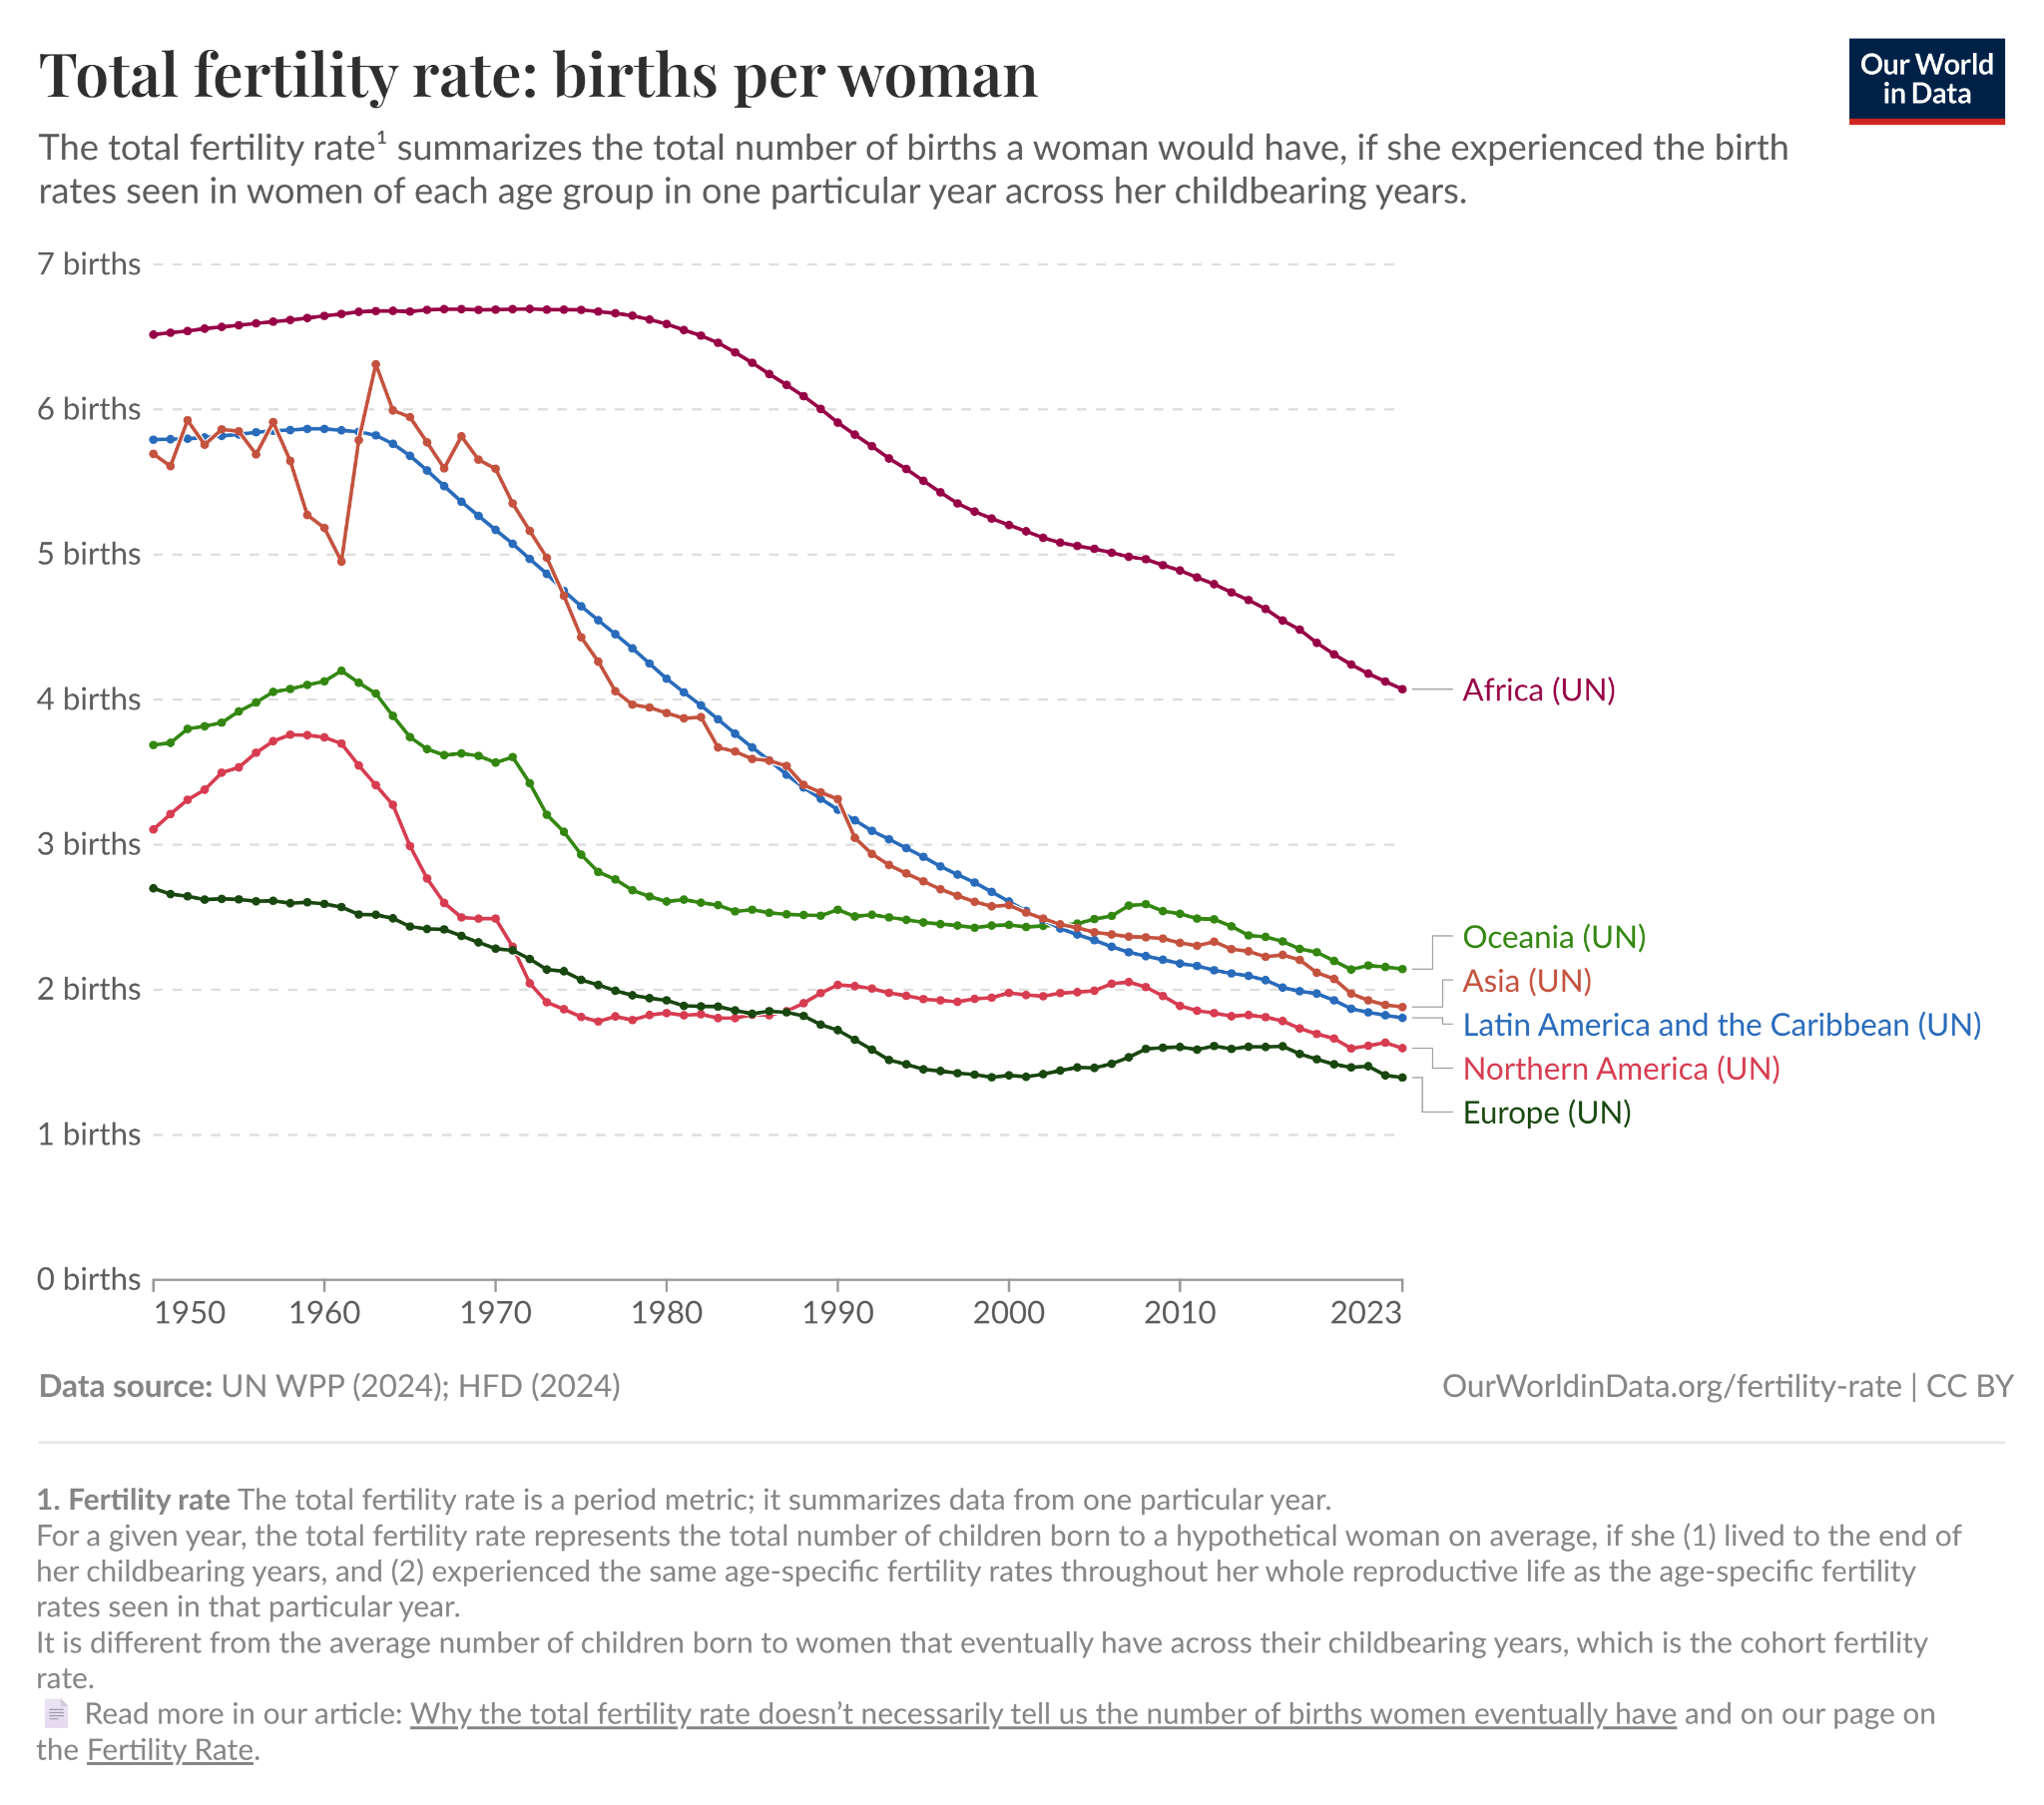 Total fertility rate: births per woman
Our World
in Data
The total fertility rate¹ summarizes the total number of births a woman would have, if she experienced the birth
rates seen in women of each age group in one particular year across her childbearing years.
7 births
6 births
5 births
4 births
3 births
2 births
1 births
0 births
Africa (UN)
Oceania (UN)
Asia (UN)
Latin America and the Caribbean (UN)
Northern America (UN)
Europe (UN)
1950 1960 1970 1980 1990 2000 2010 2023
Data source: UN WPP (2024); HFD (2024)
OurWorldinData.org/fertility-rate | CC BY
1. Fertility rate The total fertility rate is a period metric; it summarizes data from one particular year.
For a given year, the total fertility rate represents the total number of children born to a hypothetical woman on average, if she (1) lived to the end of
her childbearing years, and (2) experienced the same age-specific fertility rates throughout her whole reproductive life as the age-specific fertility
rates seen in that particular year.
It is different from the average number of children born to women that eventually have across their childbearing years, which is the cohort fertility
rate.
Read more in our article: Why the total fertility rate doesn’t necessarily tell us the number of births women eventually have and on our page on
the Fertility Rate.